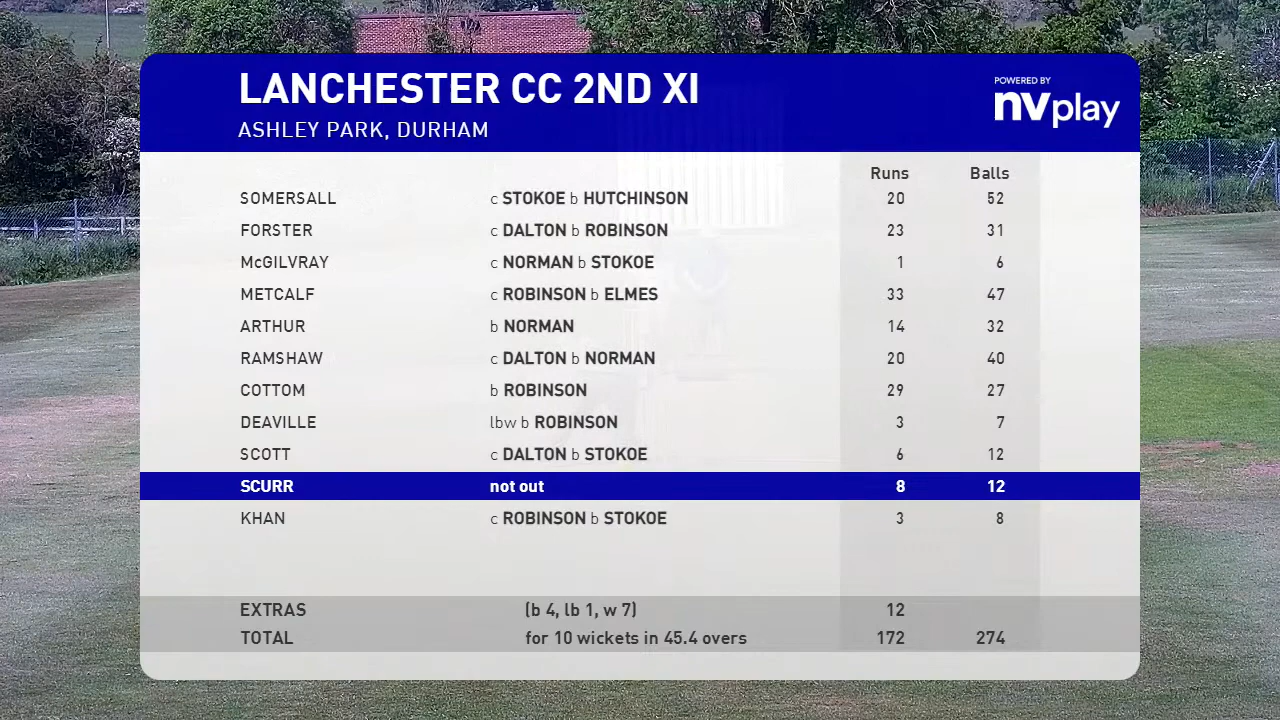 LANCHESTER CC 2ND XI
ASHLEY PARK, DURHAM
POWERED BY
nvplay
Runs Balls
SOMERSALL c STOKOE b HUTCHINSON 20 52
FORSTER c DALTON b ROBINSON 23 31
McGILVRAY c NORMAN b STOKOE 1 6
METCALF c ROBINSON b ELMES 33 47
ARTHUR b NORMAN 14 32
RAMSHAW c DALTON b NORMAN 20 40
COTTOM b ROBINSON 29 27
DEAVILLE lbw b ROBINSON 3 7
SCOTT c DALTON b STOKOE 6 12
SCURR not out 8 12
KHAN c ROBINSON b STOKOE 3 8
EXTRAS (b 4, lb 1, w 7) 12
TOTAL for 10 wickets in 45.4 overs 172 274